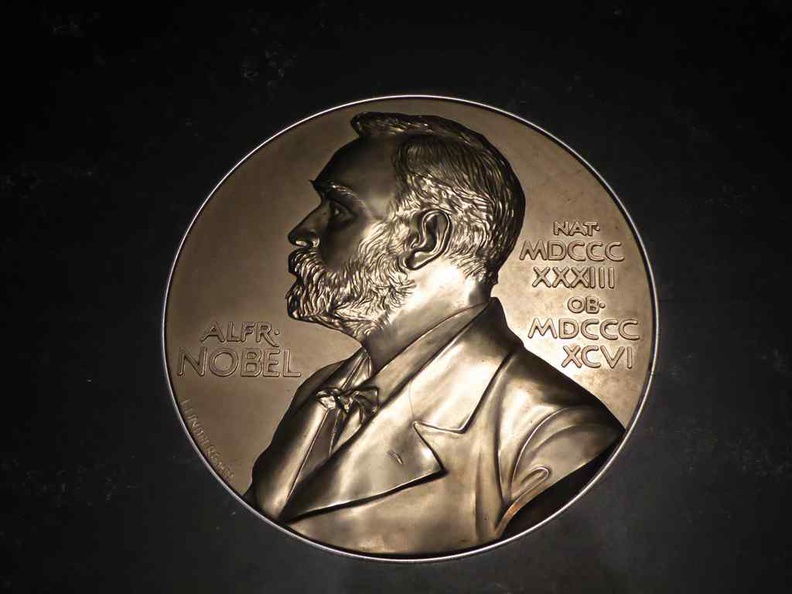 ALFR·
NOBEL
NAT·
MDCCC
XXXIII
OB·
MDCCC
XCVI